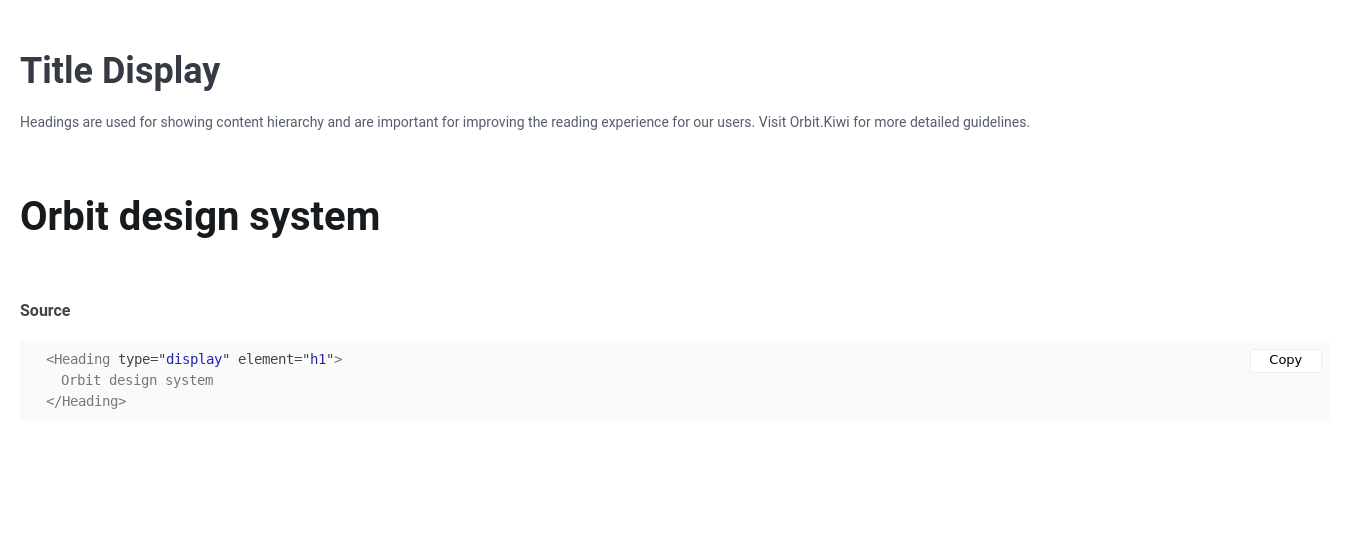 Title Display
Headings are used for showing content hierarchy and are important for improving the reading experience for our users. Visit Orbit.Kiwi for more detailed guidelines.
Orbit design system
Source
<Heading type="display" element="h1">
Copy
Orbit design system
</Heading>